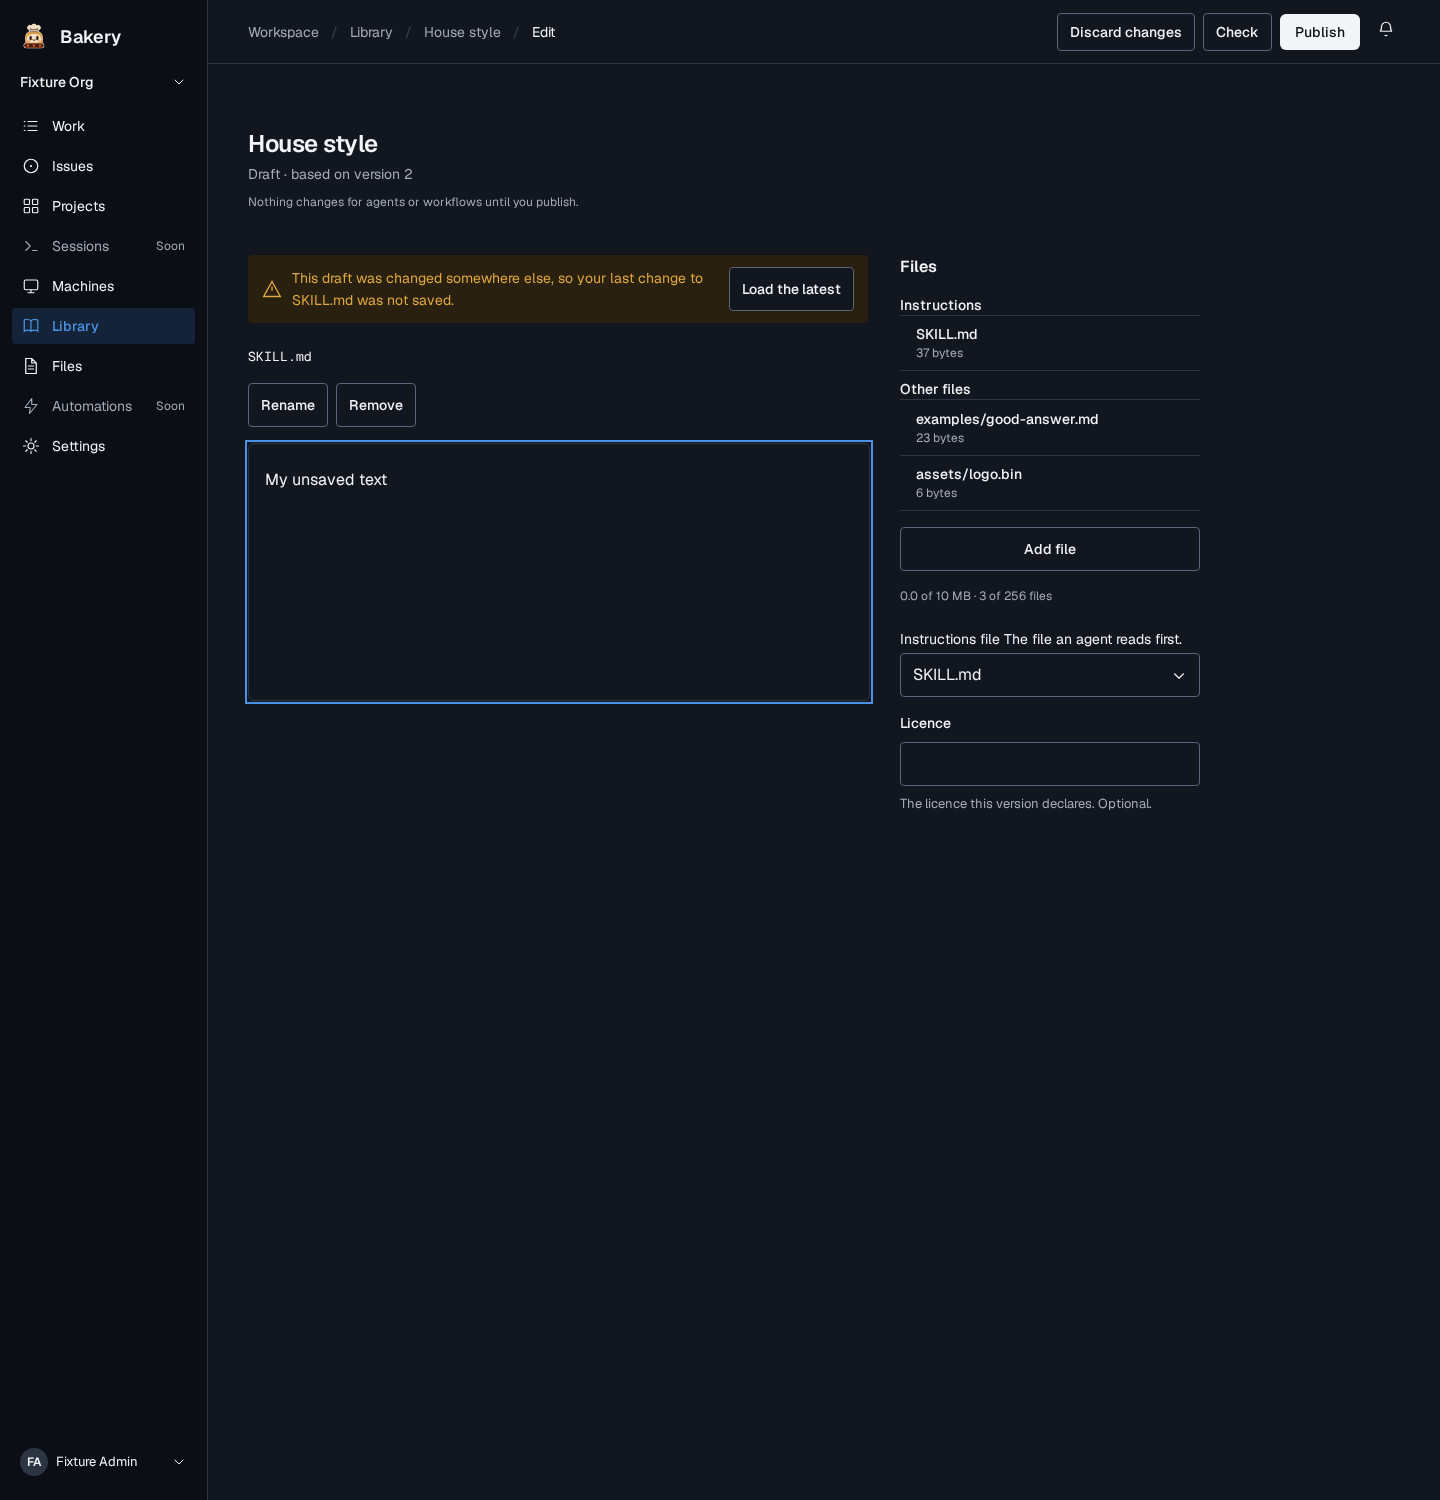 Bakery
Fixture Org
Work
Issues
Projects
Sessions Soon
Machines
Library
Files
Automations Soon
Settings
FA Fixture Admin
Workspace / Library / House style / Edit
Discard changes Check Publish
House style
Draft · based on version 2
Nothing changes for agents or workflows until you publish.
This draft was changed somewhere else, so your last change to
SKILL.md was not saved.
Load the latest
SKILL.md
Rename Remove
My unsaved text
Files
Instructions
SKILL.md
37 bytes
Other files
examples/good-answer.md
23 bytes
assets/logo.bin
6 bytes
Add file
0.0 of 10 MB · 3 of 256 files
Instructions file The file an agent reads first.
SKILL.md
Licence
The licence this version declares. Optional.